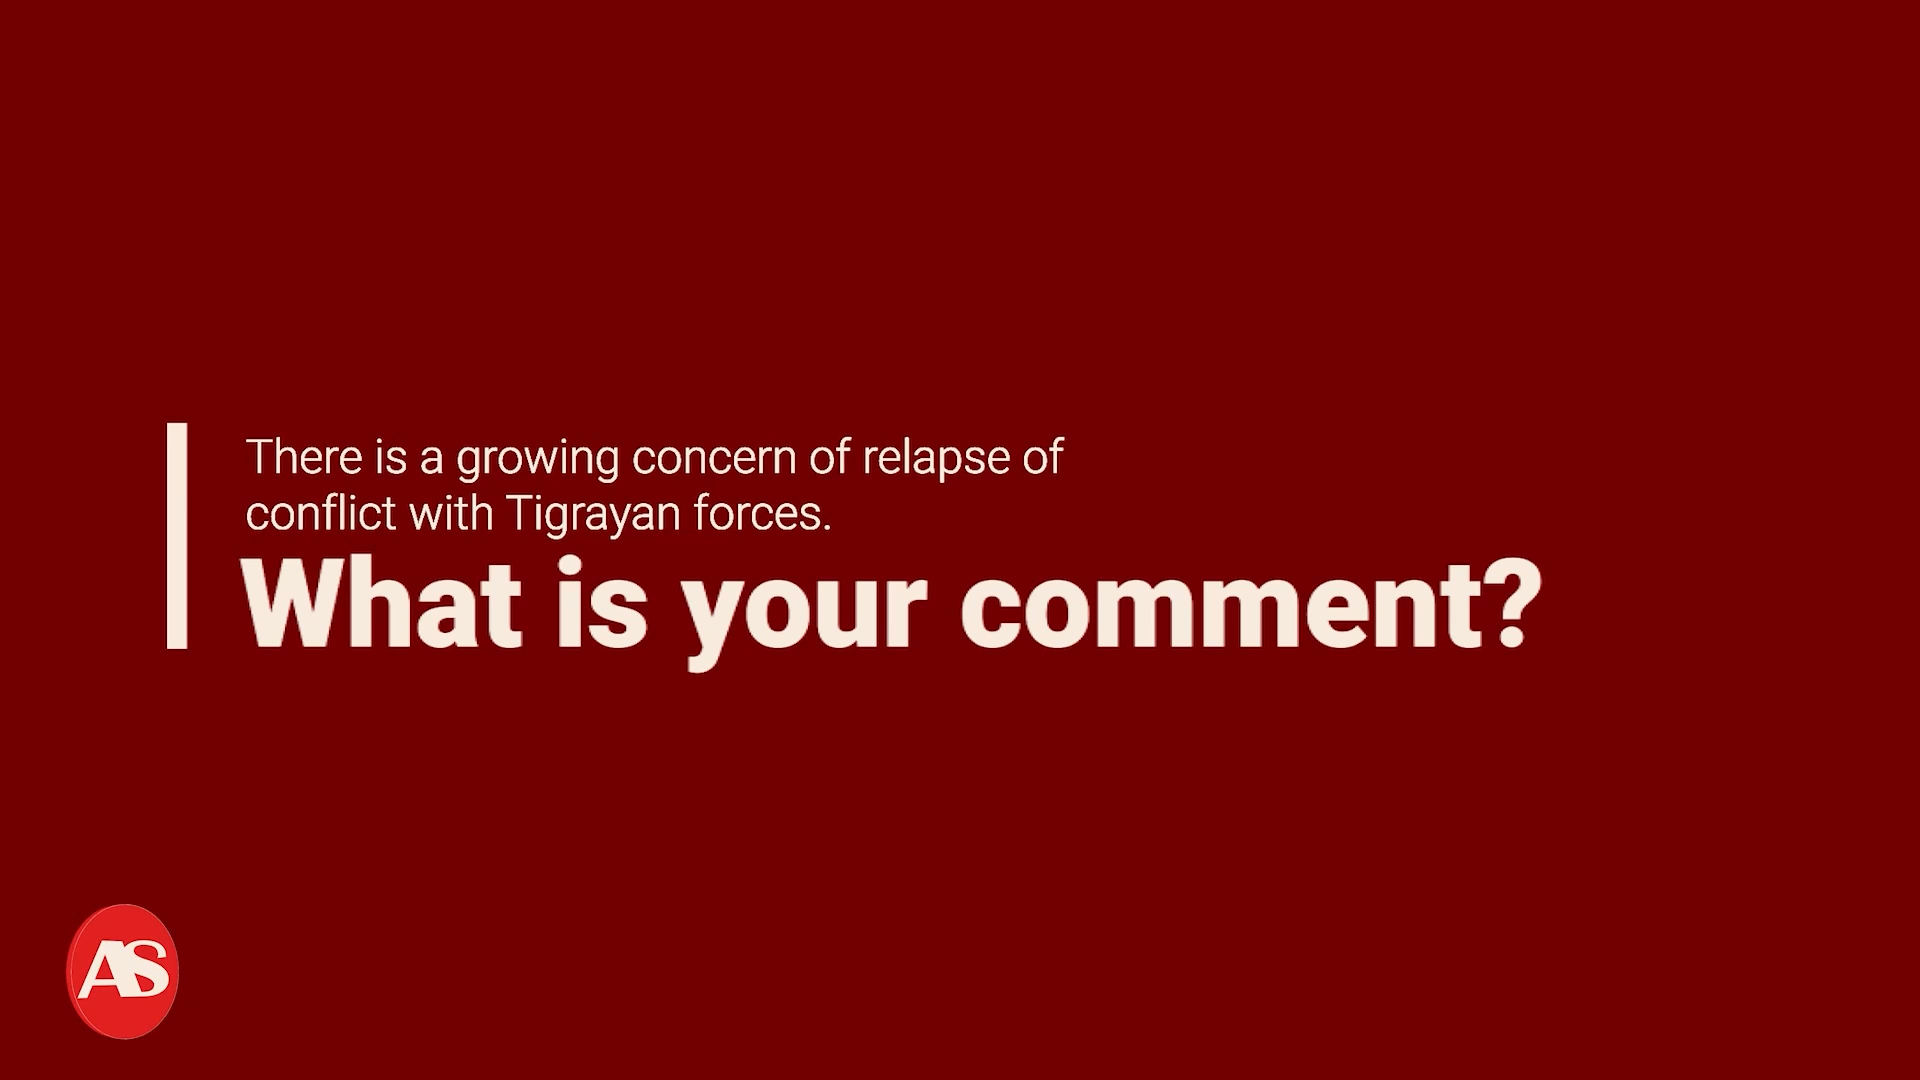 There is a growing concern of relapse of
conflict with Tigrayan forces.
What is your comment?
AS